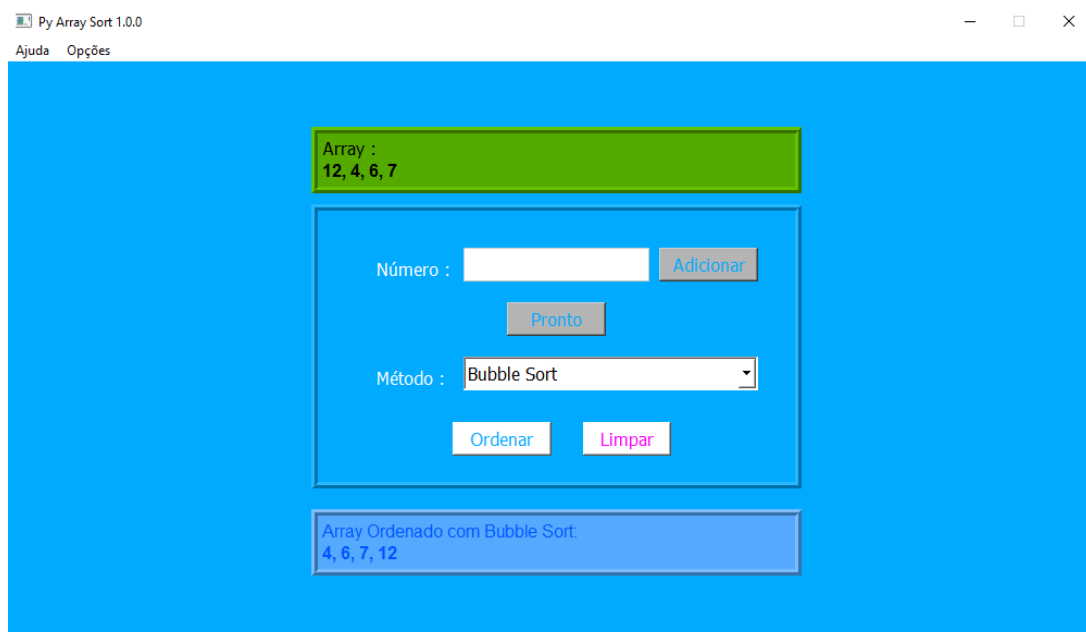 Py Array Sort 1.0.0
Ajuda Opções
Array :
12, 4, 6, 7
Número : Adicionar
Pronto
Método : Bubble Sort
Ordenar Limpar
Array Ordenado com Bubble Sort:
4, 6, 7, 12